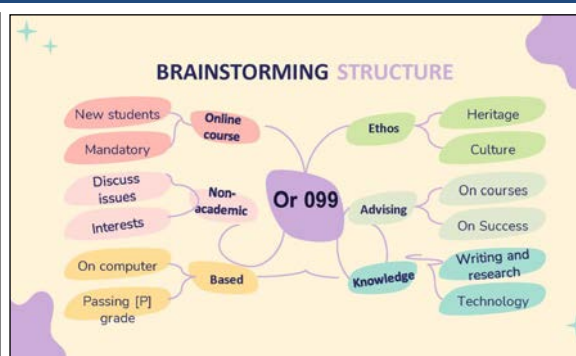 BRAINSTORMING STRUCTURE
New students
Mandatory
Online
course
Discuss
issues
Interests
Non-
academic
On computer
Passing [P]
grade
Based
Or 099
Ethos
Heritage
Culture
Advising
On courses
On Success
Knowledge
Writing and
research
Technology